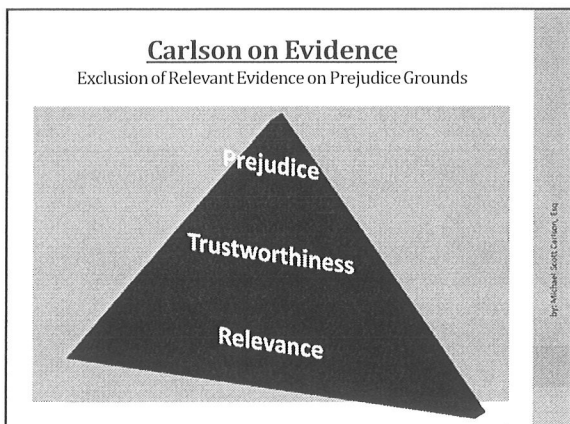 Carlson on Evidence
Exclusion of Relevant Evidence on Prejudice Grounds
Prejudice
Trustworthiness
Relevance
by: Michael Scott Carlson, Esq